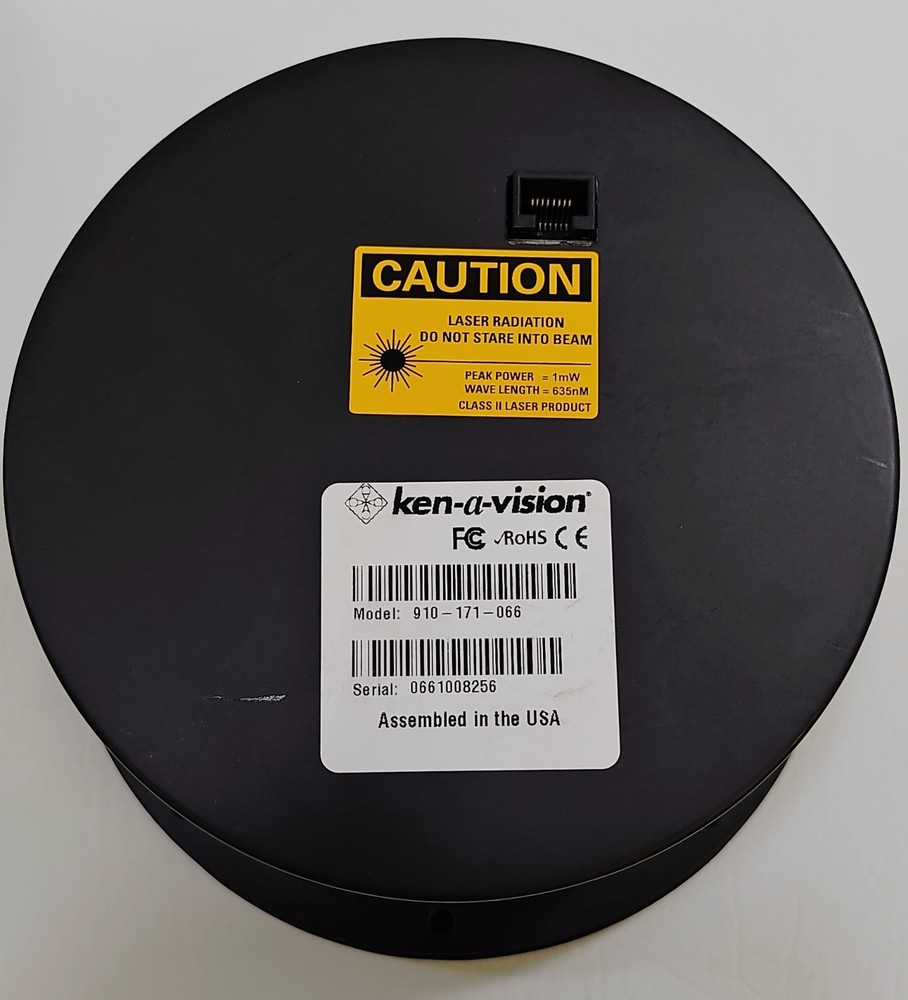 CAUTION
LASER RADIATION
DO NOT STARE INTO BEAM
PEAK POWER = 1mW
WAVE LENGTH = 635nM
CLASS II LASER PRODUCT
ken-a-vision®
FC √RoHS CE
Model: 910-171-066
Serial: 0661008256
Assembled in the USA